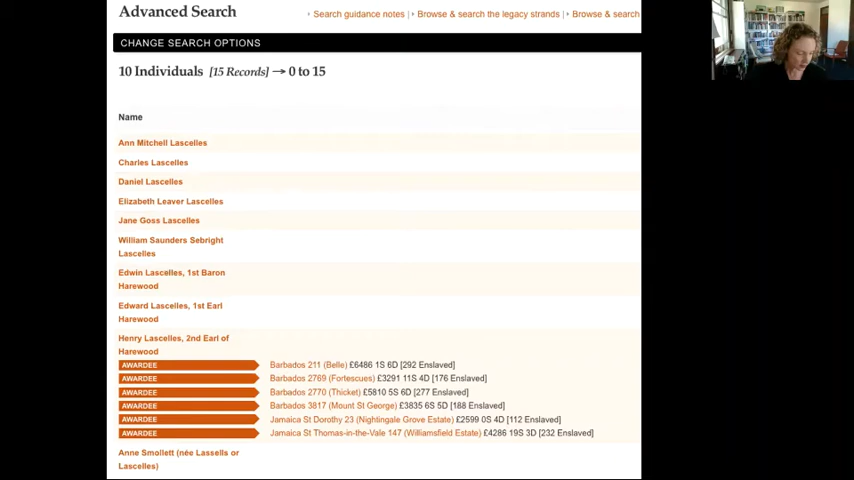 Advanced Search
Search guidance notes | Browse & search the legacy strands | Browse & search
CHANGE SEARCH OPTIONS
10 Individuals [15 Records] → 0 to 15
Name
Ann Mitchell Lascelles
Charles Lascelles
Daniel Lascelles
Elizabeth Leaver Lascelles
Jane Goss Lascelles
William Saunders Sebright
Lascelles
Edwin Lascelles, 1st Baron
Harewood
Edward Lascelles, 1st Earl
Harewood
Henry Lascelles, 2nd Earl of
Harewood
AWARDEE Barbados 211 (Belle) £6486 1S 6D [292 Enslaved]
AWARDEE Barbados 2769 (Fortescues) £3291 11S 4D [176 Enslaved]
AWARDEE Barbados 2770 (Thicket) £5810 5S 6D [277 Enslaved]
AWARDEE Barbados 3817 (Mount St George) £3835 6S 5D [188 Enslaved]
AWARDEE Jamaica St Dorothy 23 (Nightingale Grove Estate) £2599 0S 4D [112 Enslaved]
AWARDEE Jamaica St Thomas-in-the-Vale 147 (Williamsfield Estate) £4286 19S 3D [232 Enslaved]
Anne Smollett (née Lassells or
Lascelles)